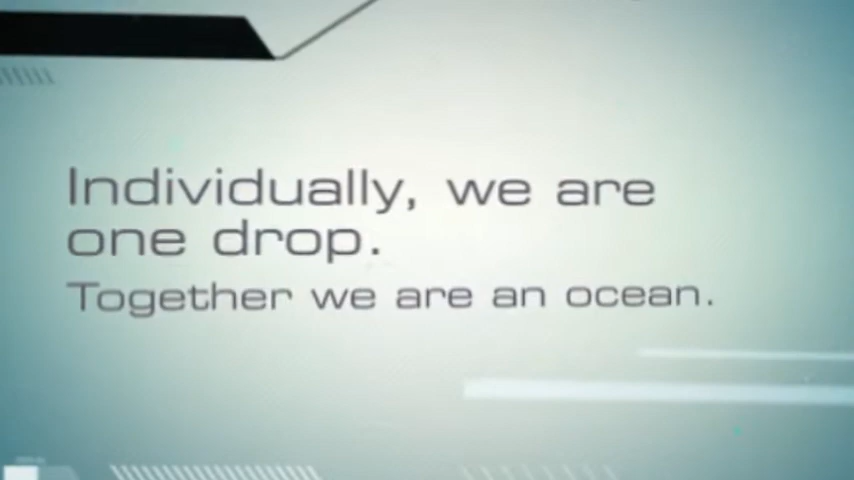 Individually, we are
one drop.
Together we are an ocean.